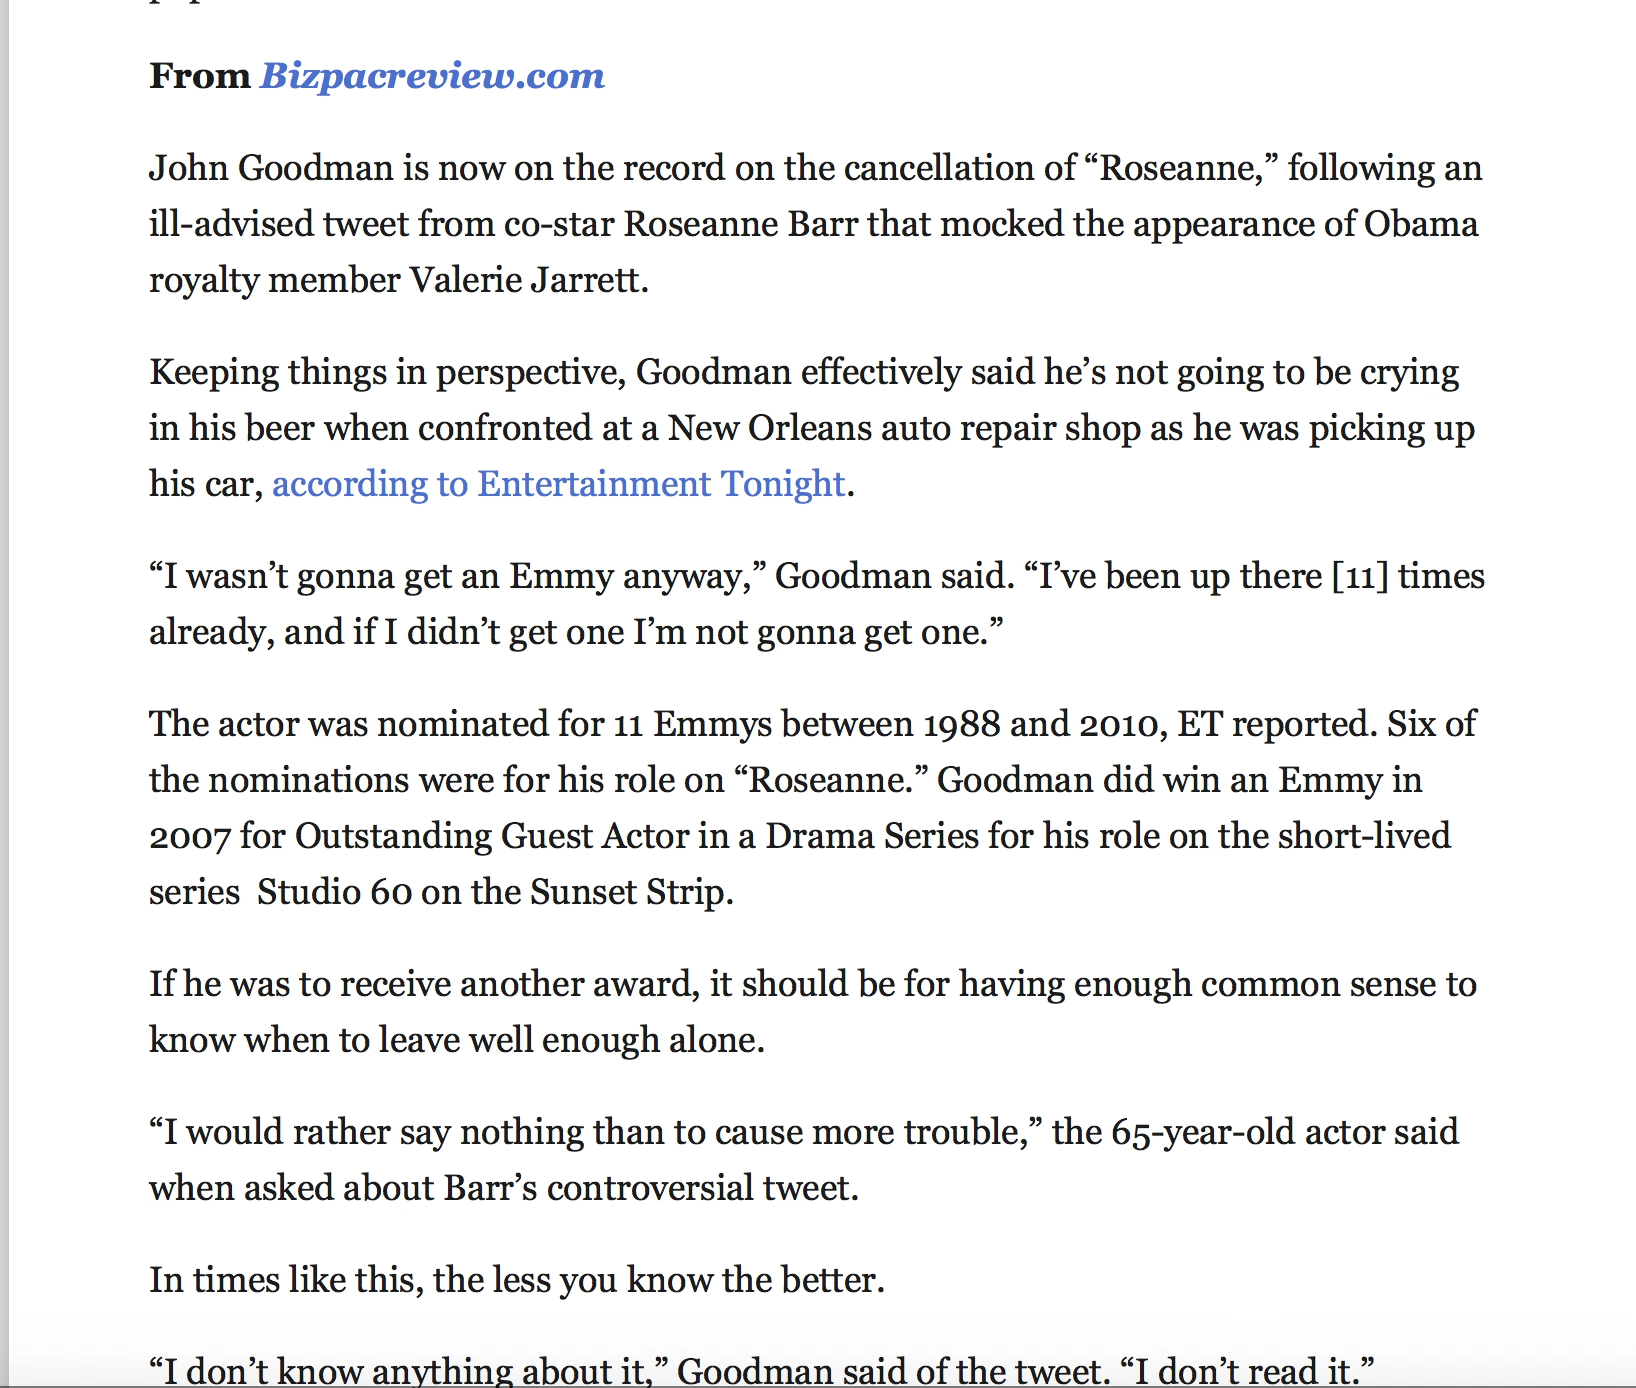 From Bizpacreview.com
John Goodman is now on the record on the cancellation of “Roseanne,” following an
ill-advised tweet from co-star Roseanne Barr that mocked the appearance of Obama
royalty member Valerie Jarrett.
Keeping things in perspective, Goodman effectively said he’s not going to be crying
in his beer when confronted at a New Orleans auto repair shop as he was picking up
his car, according to Entertainment Tonight.
“I wasn’t gonna get an Emmy anyway,” Goodman said. “I’ve been up there [11] times
already, and if I didn’t get one I’m not gonna get one.”
The actor was nominated for 11 Emmys between 1988 and 2010, ET reported. Six of
the nominations were for his role on “Roseanne.” Goodman did win an Emmy in
2007 for Outstanding Guest Actor in a Drama Series for his role on the short-lived
series  Studio 60 on the Sunset Strip.
If he was to receive another award, it should be for having enough common sense to
know when to leave well enough alone.
“I would rather say nothing than to cause more trouble,” the 65-year-old actor said
when asked about Barr’s controversial tweet.
In times like this, the less you know the better.
“I don’t know anything about it,” Goodman said of the tweet. “I don’t read it.”